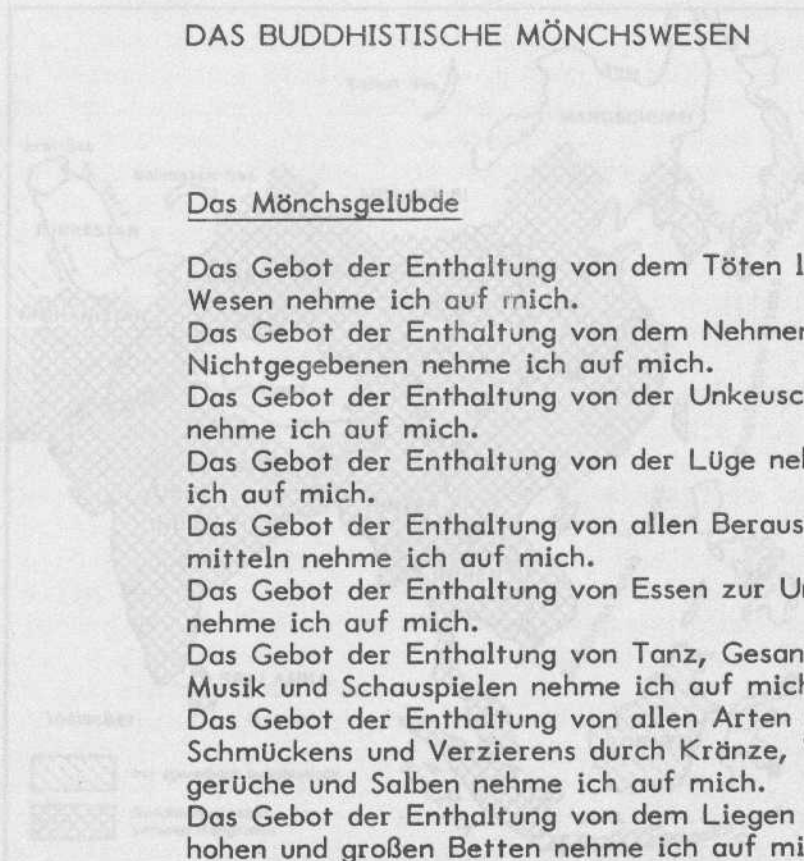 DAS BUDDHISTISCHE MÖNCHSWESEN
Das Mönchsgelübde
Das Gebot der Enthaltung von dem Töten l
Wesen nehme ich auf mich.
Das Gebot der Enthaltung von dem Nehmen
Nichtgegebenen nehme ich auf mich.
Das Gebot der Enthaltung von der Unkeusc
nehme ich auf mich.
Das Gebot der Enthaltung von der Lüge neh
ich auf mich.
Das Gebot der Enthaltung von allen Beraus
mitteln nehme ich auf mich.
Das Gebot der Enthaltung von Essen zur Un
nehme ich auf mich.
Das Gebot der Enthaltung von Tanz, Gesan
Musik und Schauspielen nehme ich auf mich
Das Gebot der Enthaltung von allen Arten
Schmückens und Verzierens durch Kränze,
gerüche und Salben nehme ich auf mich.
Das Gebot der Enthaltung von dem Liegen
hohen und großen Betten nehme ich auf mi